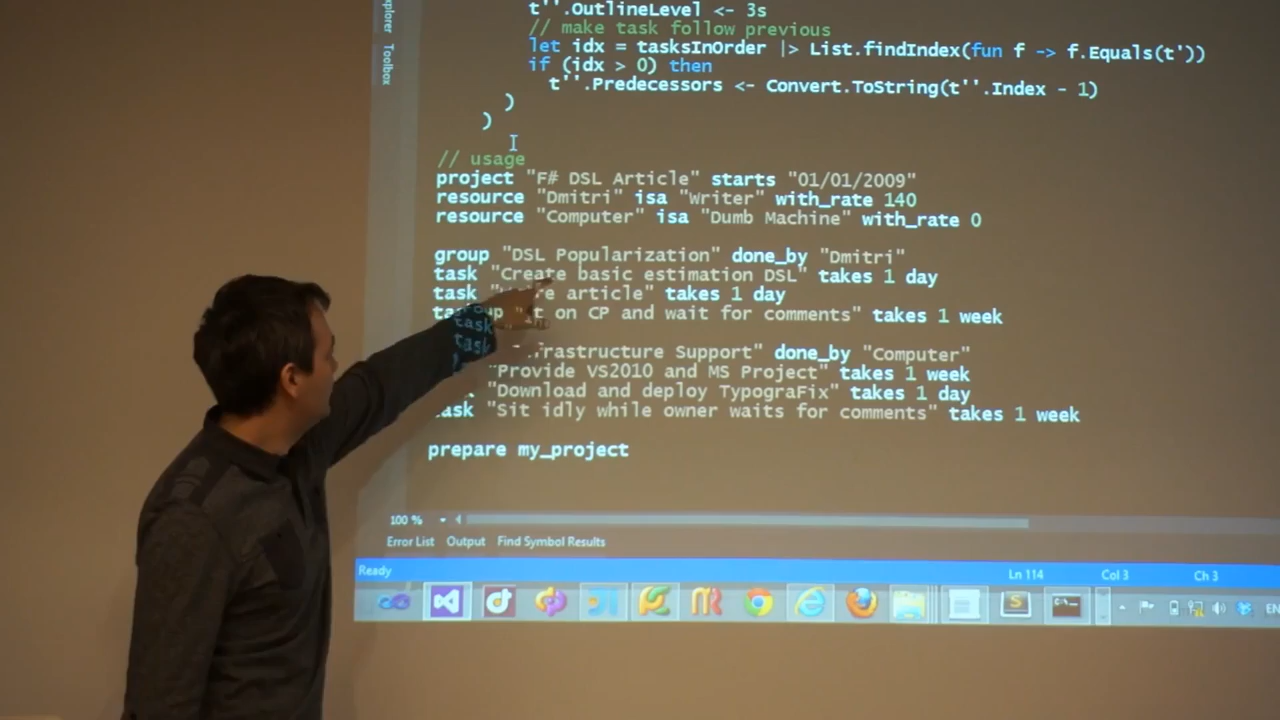 plorer
Toolbox
t''.OutlineLevel <- 3s
// make task follow previous
let idx = tasksInOrder |> List.findIndex(fun f -> f.Equals(t'))
if (idx > 0) then
t''.Predecessors <- Convert.ToString(t''.Index - 1)
)
)
// usage
project "F# DSL Article" starts "01/01/2009"
resource "Dmitri" isa "Writer" with_rate 140
resource "Computer" isa "Dumb Machine" with_rate 0
group "DSL Popularization" done_by "Dmitri"
task "Create basic estimation DSL" takes 1 day
task article" takes 1 day
on CP and wait for comments" takes 1 week
task
task
frastructure Support" done_by "Computer"
"Provide VS2010 and MS Project" takes 1 week
"Download and deploy TypograFix" takes 1 day
ask "Sit idly while owner waits for comments" takes 1 week
prepare my_project
100 %
Error List Output Find Symbol Results
Ready Ln 114 Col 3 Ch 3
EN